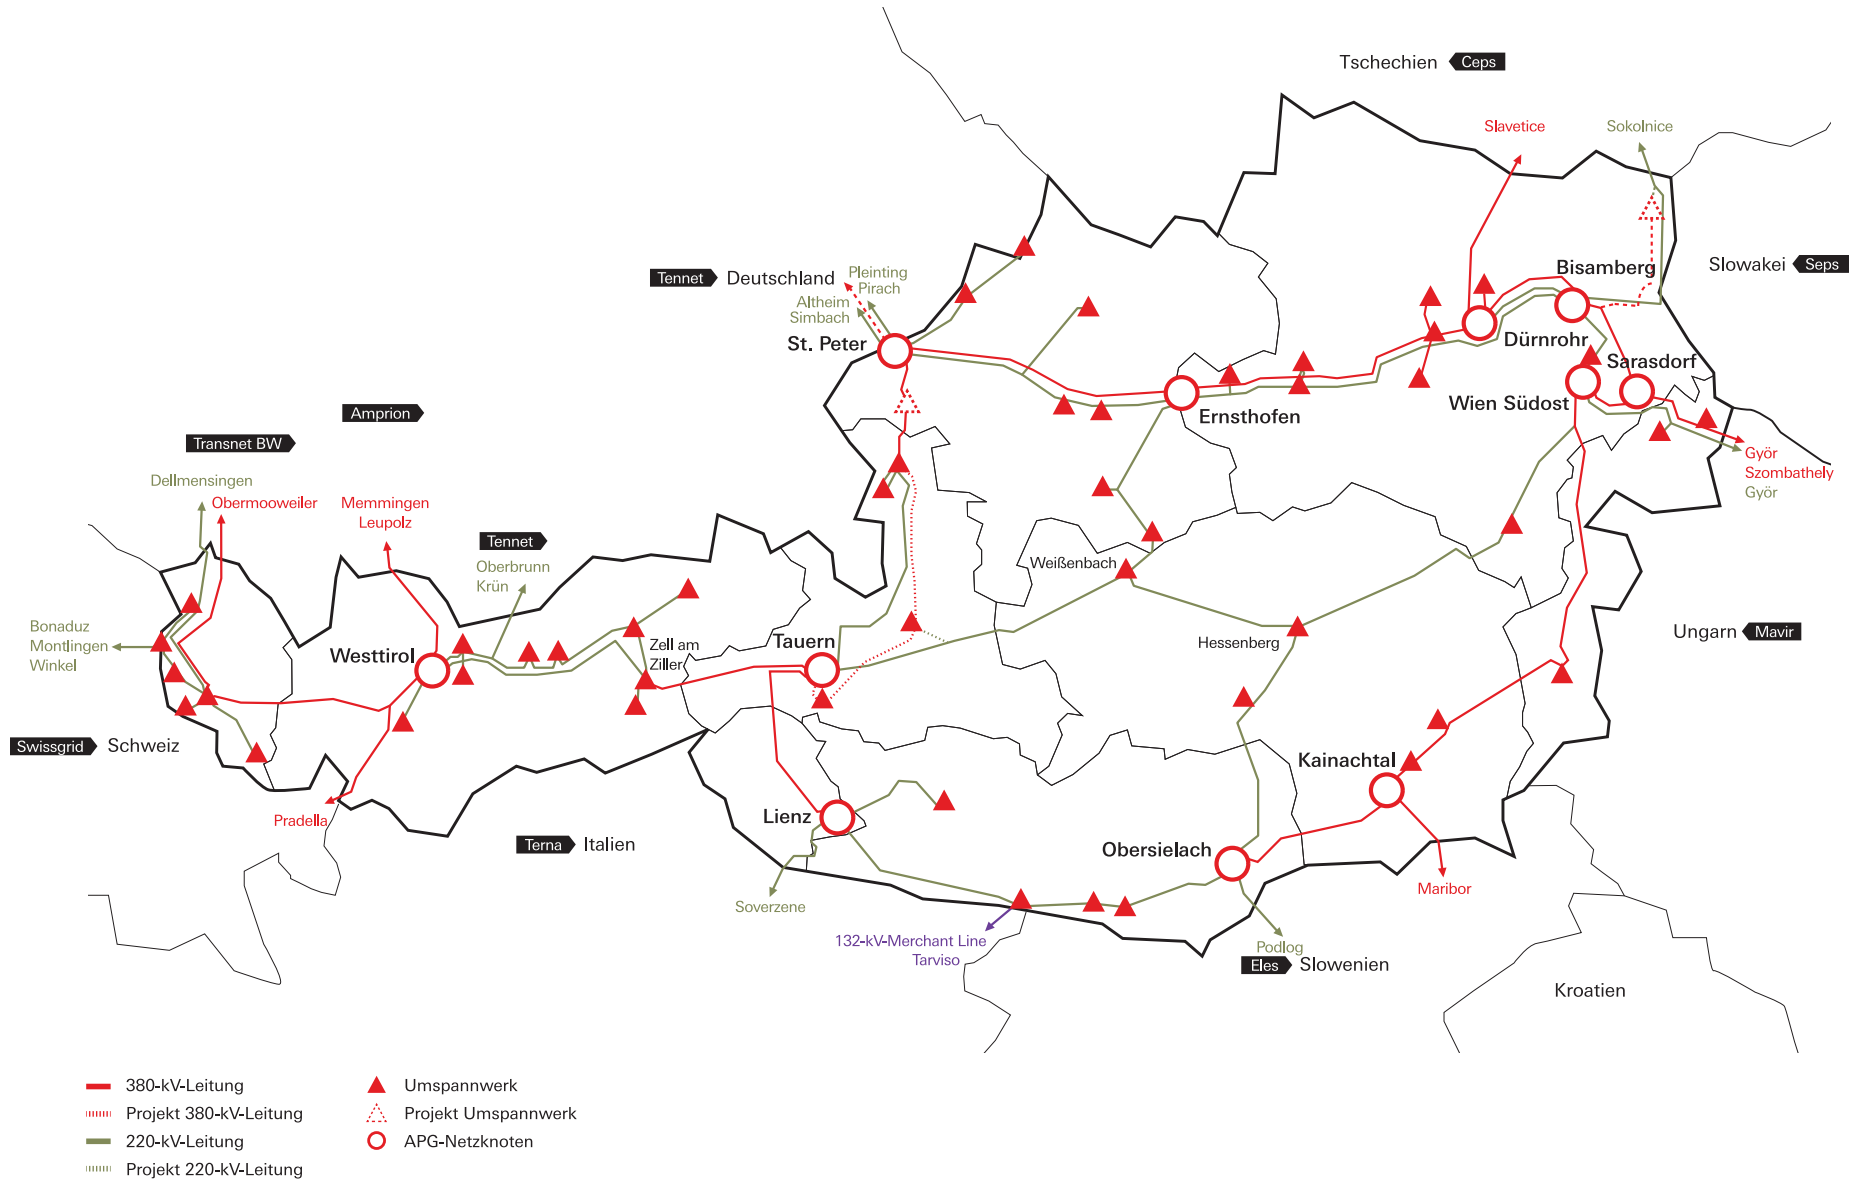 Tschechien
Ceps
Slavetice
Sokolnice
Slowakei
Seps
Bisamberg
Tennet
Deutschland
Pleinting
Pirach
Altheim
Simbach
St. Peter
Dürnrohr
Sarasdorf
Wien Südost
Ernsthofen
Amprion
Transnet BW
Györ
Szombathely
Györ
Dellmensingen
Obermooweiler
Memmingen
Leupolz
Tennet
Oberbrunn
Krün
Weißenbach
Bonaduz
Montlingen
Winkel
Westtirol
Zell am
Ziller
Tauern
Hessenberg
Ungarn
Mavir
Swissgrid
Schweiz
Kainachtal
Pradella
Lienz
Terna
Italien
Obersielach
Maribor
Soverzene
132-kV-Merchant Line
Tarviso
Podlog
Eles
Slowenien
Kroatien
380-kV-Leitung
Projekt 380-kV-Leitung
220-kV-Leitung
Projekt 220-kV-Leitung
Umspannwerk
Projekt Umspannwerk
APG-Netzknoten